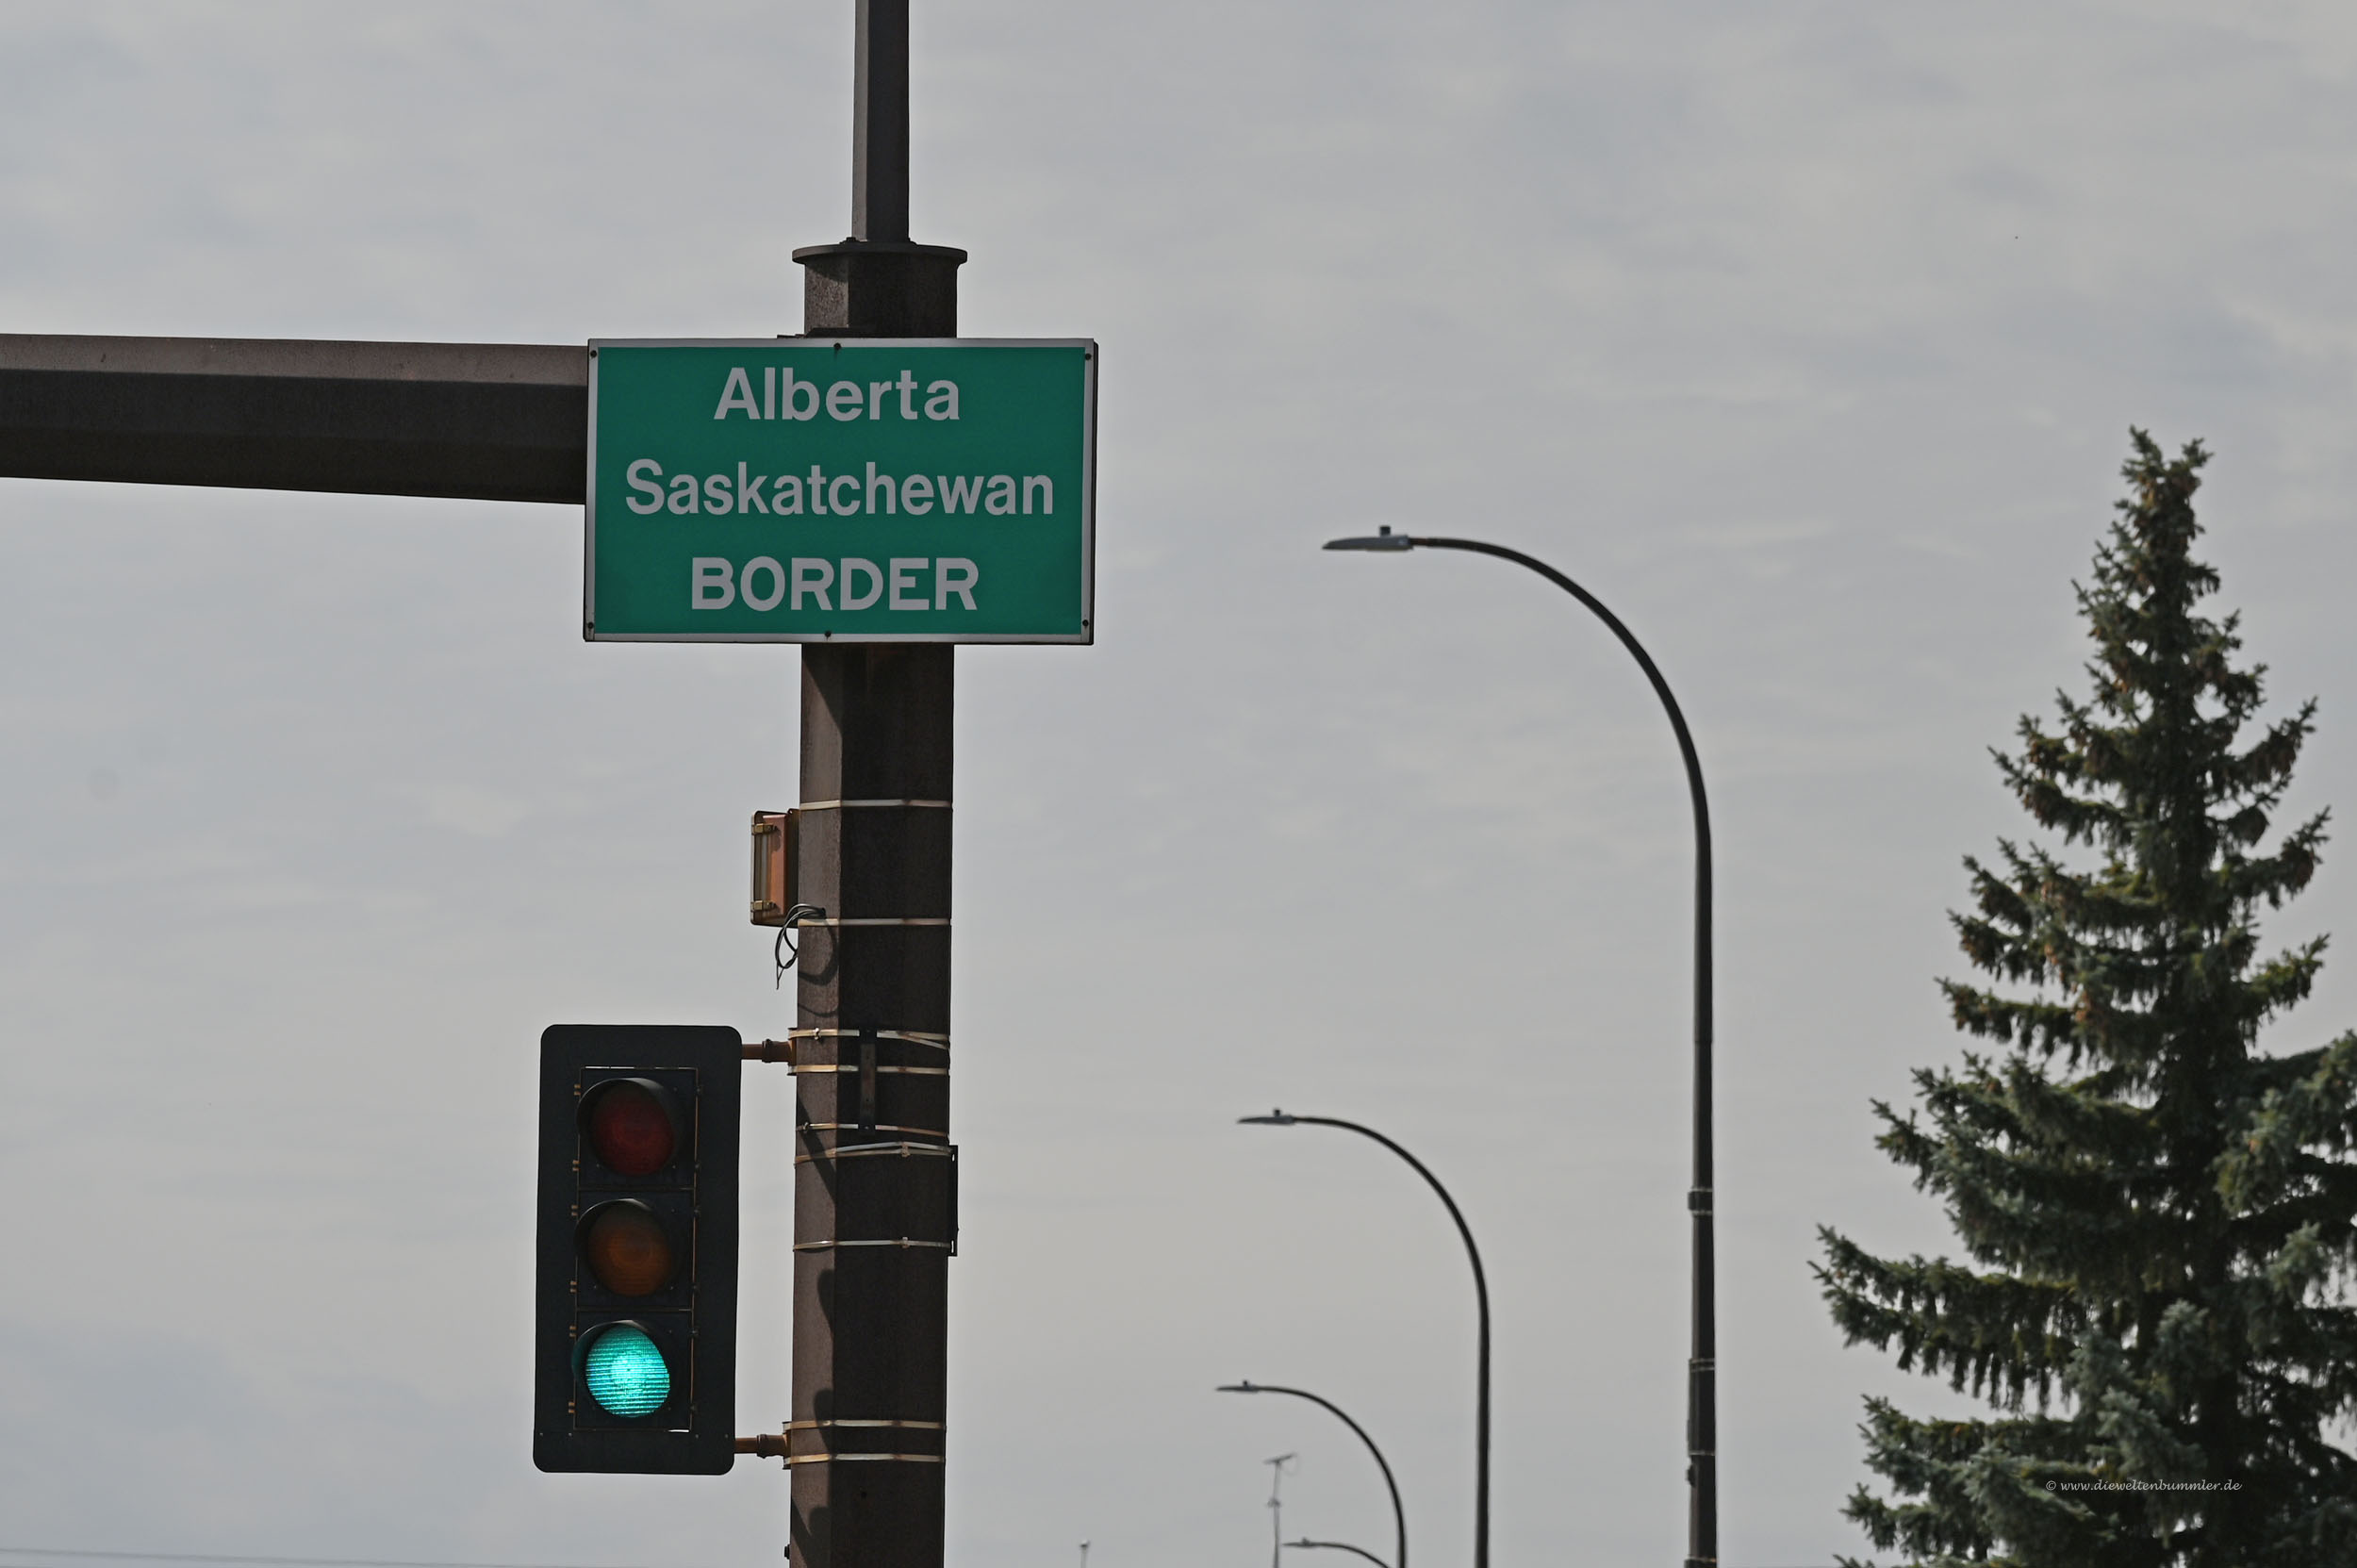 Alberta
Saskatchewan
BORDER
© www.dieweltenbummler.de